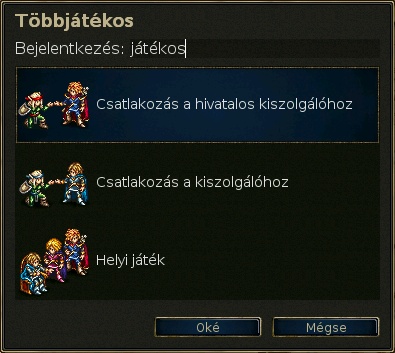 Többjátékos
Bejelentkezés: játékos
Csatlakozás a hivatalos kiszolgálóhoz
Csatlakozás a kiszolgálóhoz
Helyi játék
Oké Mégse